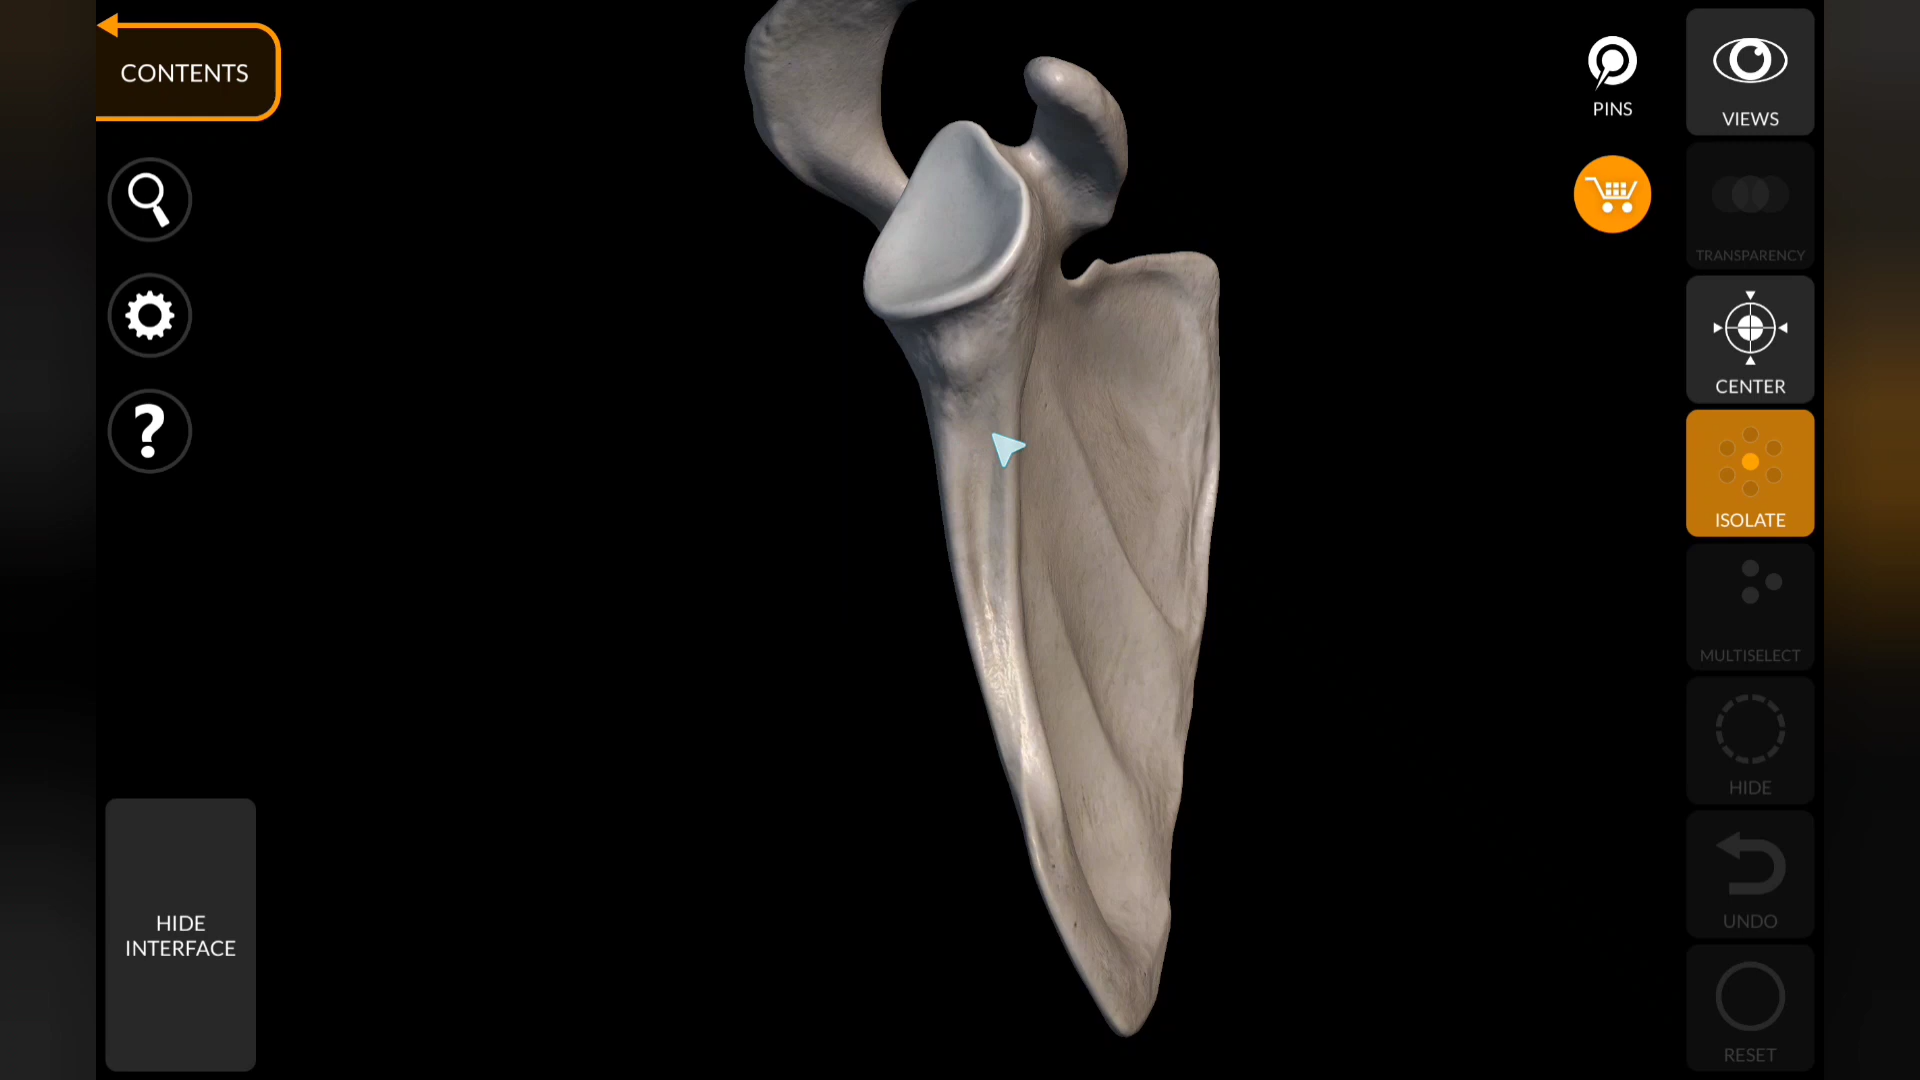 CONTENTS
PINS
VIEWS
TRANSPARENCY
CENTER
ISOLATE
MULTISELECT
HIDE
HIDE
INTERFACE
UNDO
RESET